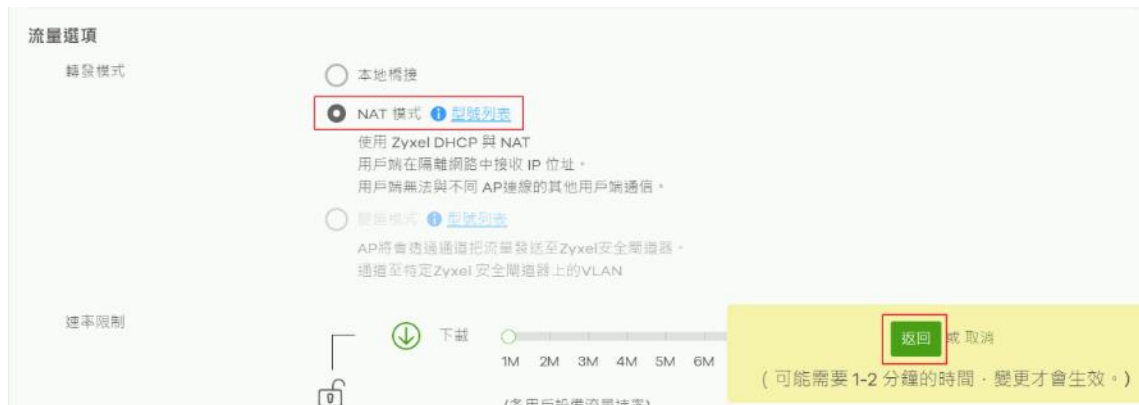 流量選項
轉發模式
本地橋接
NAT 模式 型號列表
使用 Zyxel DHCP 與 NAT
用戶端在隔離網路中接收 IP 位址。
用戶端無法與不同 AP連線的其他用戶端通信。
模式 型號列表
AP將會透過通道把流量發送至Zyxel安全閘道器。
通道至特定Zyxel 安全閘道器上的VLAN
速率限制
下載
1M 2M 3M 4M 5M 6M
返回 或 取消
(可能需要 1-2 分鐘的時間,變更才會生效。)